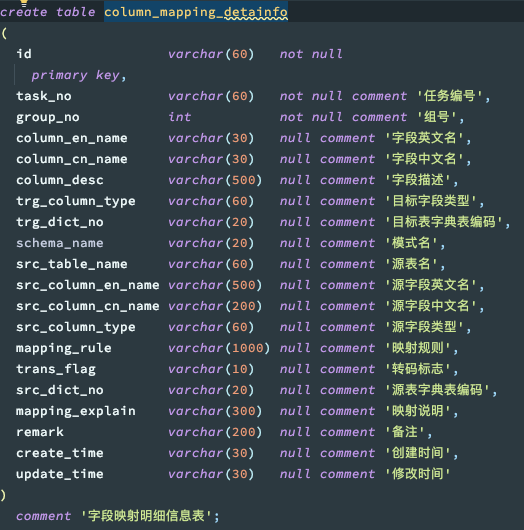 create table column_mapping_detainfo
(
id varchar(60) not null
primary key,
task_no varchar(60) not null comment '任务编号',
group_no int not null comment '组号',
column_en_name varchar(30) null comment '字段英文名',
column_cn_name varchar(30) null comment '字段中文名',
column_desc varchar(500) null comment '字段描述',
trg_column_type varchar(60) null comment '目标字段类型',
trg_dict_no varchar(20) null comment '目标表字典表编码',
schema_name varchar(20) null comment '模式名',
src_table_name varchar(60) null comment '源表名',
src_column_en_name varchar(500) null comment '源字段英文名',
src_column_cn_name varchar(200) null comment '源字段中文名',
src_column_type varchar(60) null comment '源字段类型',
mapping_rule varchar(1000) null comment '映射规则',
trans_flag varchar(10) null comment '转码标志',
src_dict_no varchar(20) null comment '源表字典表编码',
mapping_explain varchar(300) null comment '映射说明',
remark varchar(200) null comment '备注',
create_time varchar(30) null comment '创建时间',
update_time varchar(30) null comment '修改时间'
)
comment '字段映射明细信息表';